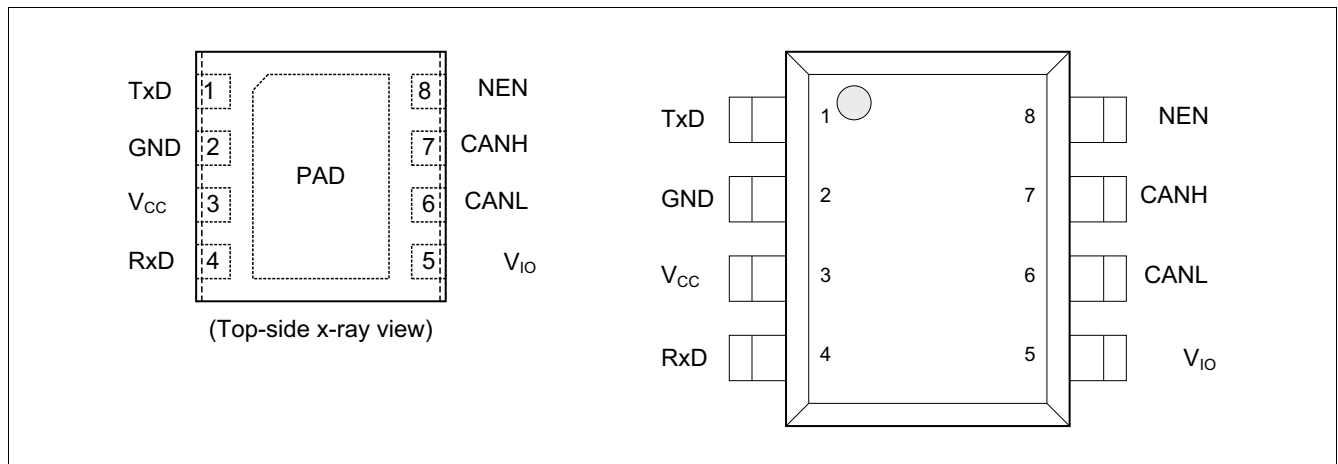 TxD 1 8 NEN
GND 2 7 CANH
PAD
VCC 3 6 CANL
RxD 4 5 VIO
(Top-side x-ray view)
TxD 1 8 NEN
GND 2 7 CANH
VCC 3 6 CANL
RxD 4 5 VIO